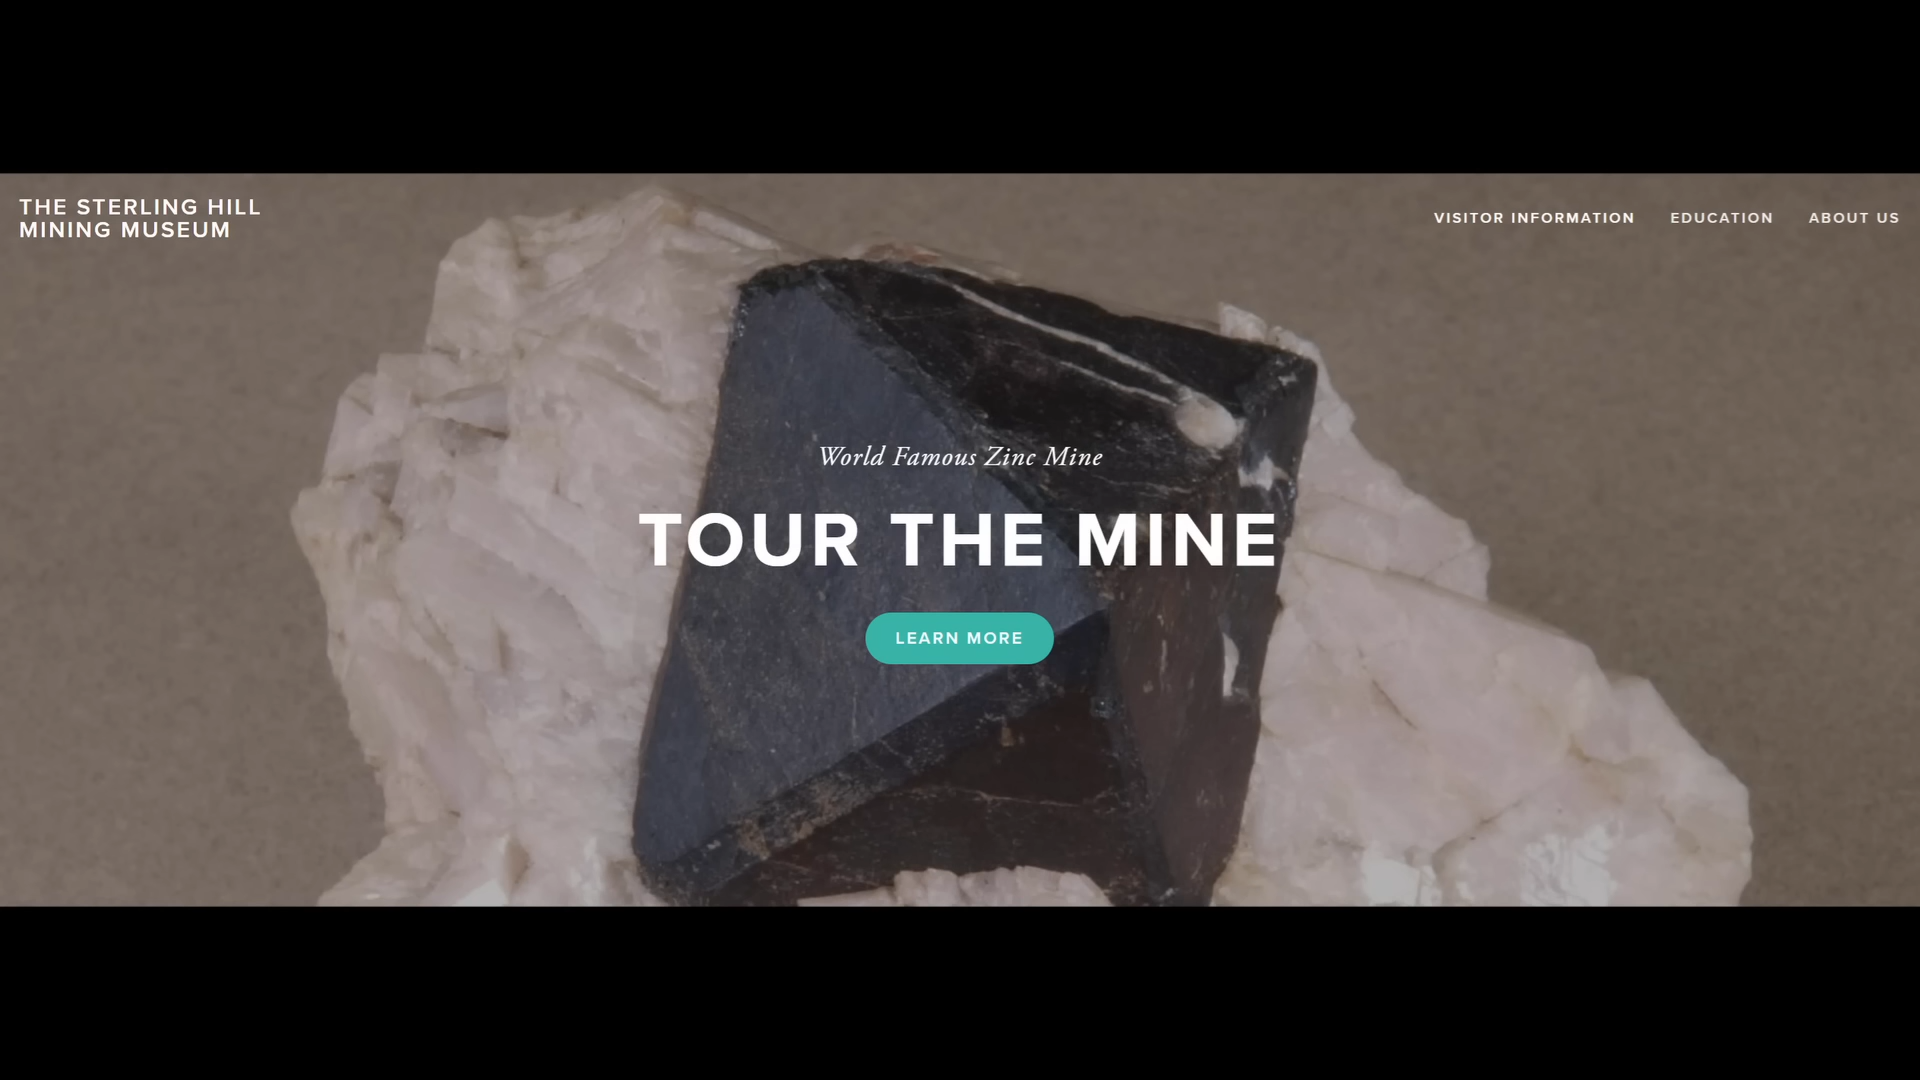 THE STERLING HILL
MINING MUSEUM
VISITOR INFORMATION
EDUCATION
ABOUT US
World Famous Zinc Mine
TOUR THE MINE
LEARN MORE